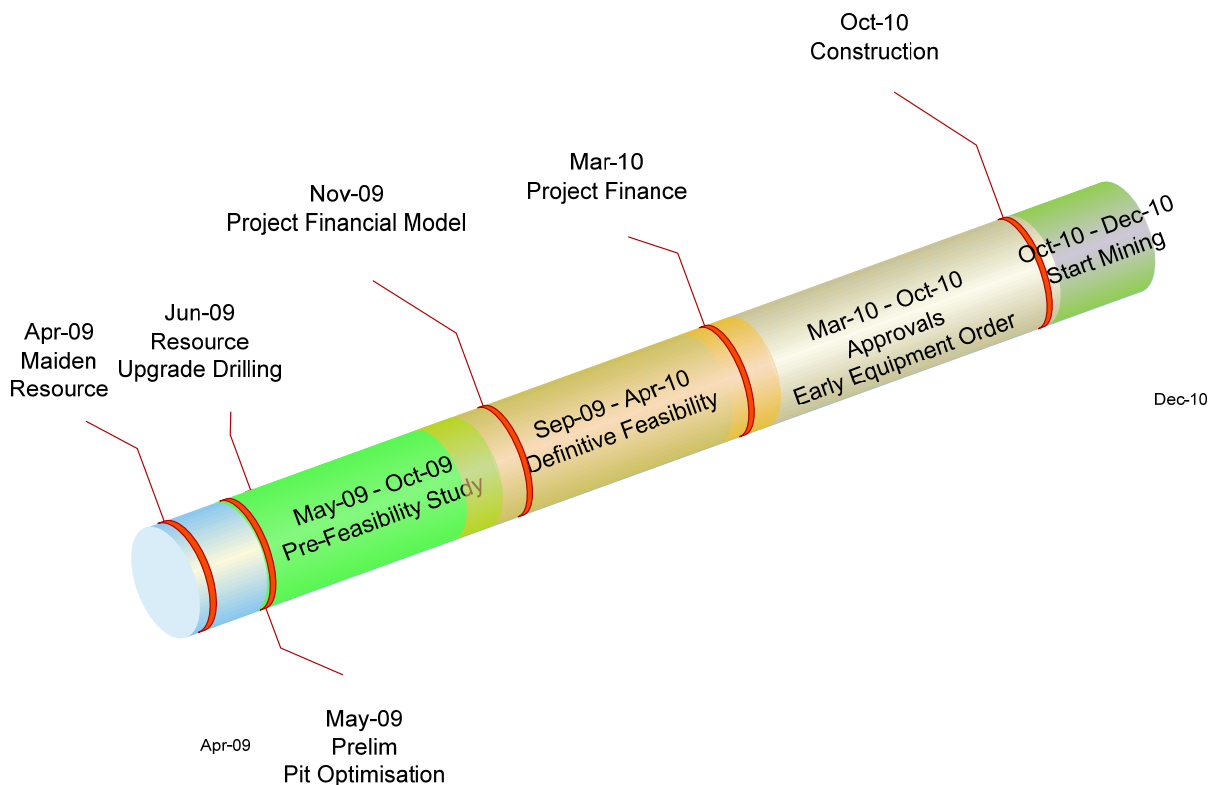 Oct-10
Construction
Mar-10
Project Finance
Nov-09
Project Financial Model
Jun-09
Resource
Upgrade Drilling
Apr-09
Maiden
Resource
Oct-10 - Dec-10
Start Mining
Mar-10 - Oct-10
Approvals
Early Equipment Order
Sep-09 - Apr-10
Definitive Feasibility
May-09 - Oct-09
Pre-Feasibility Study
Dec-10
Apr-09
May-09
Prelim
Pit Optimisation